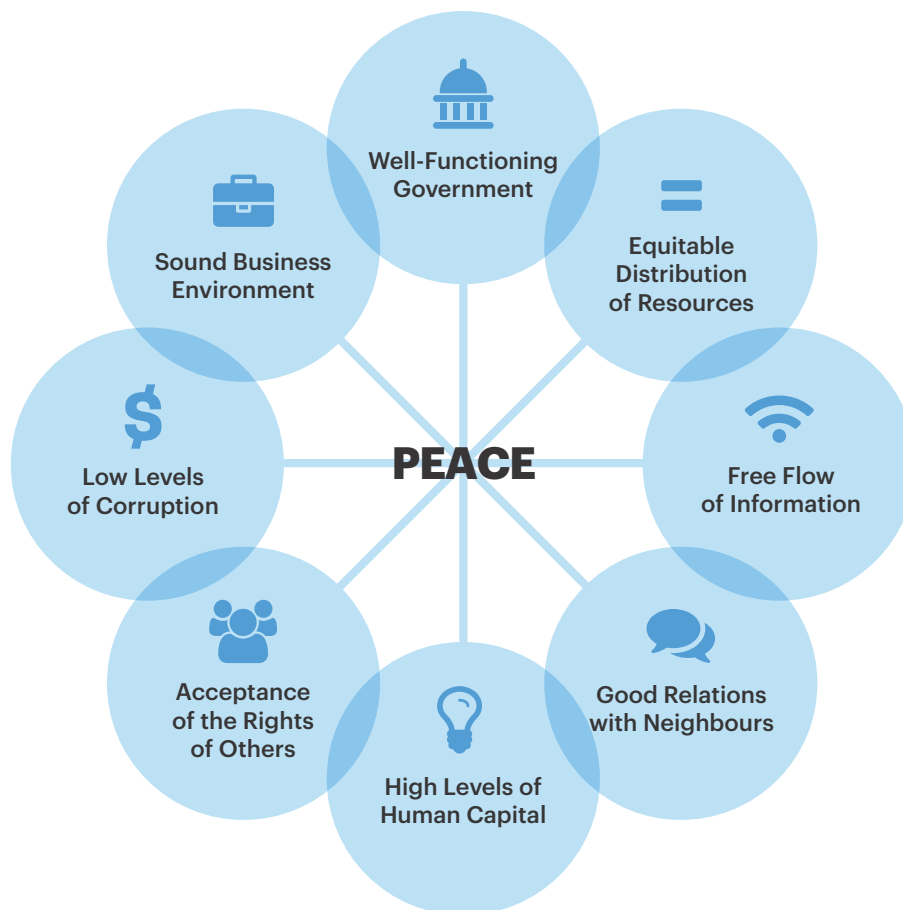 Well-Functioning
Government
Equitable
Distribution
of Resources
Free Flow
of Information
Good Relations
with Neighbours
High Levels of
Human Capital
Acceptance
of the Rights
of Others
Low Levels
of Corruption
Sound Business
Environment
PEACE